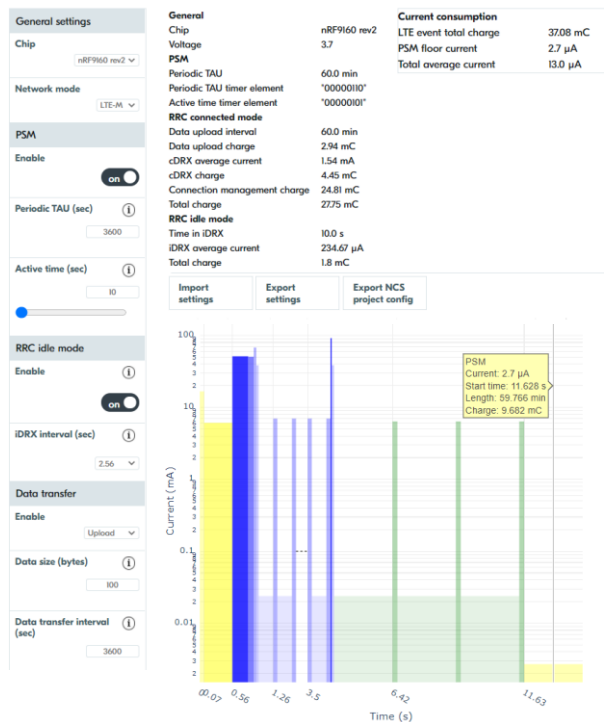 General settings
Chip
nRF9160 rev2
Network mode
LTE-M
PSM
Enable
on
Periodic TAU (sec)
3600
Active time (sec)
10
RRC idle mode
Enable
on
iDRX interval (sec)
2.56
Data transfer
Enable
Upload
Data size (bytes)
100
Data transfer interval (sec)
3600
General
Chip nRF9160 rev2
Voltage 3.7
PSM
Periodic TAU 60.0 min
Periodic TAU timer element "00000110"
Active time timer element "00000101"
RRC connected mode
Data upload interval 60.0 min
Data upload charge 2.94 mC
cDRX average current 1.54 mA
cDRX charge 4.45 mC
Connection management charge 24.81 mC
Total charge 27.75 mC
RRC idle mode
Time in iDRX 10.0 s
iDRX average current 234.67 µA
Total charge 1.8 mC
Current consumption
LTE event total charge 37.08 mC
PSM floor current 2.7 µA
Total average current 13.0 µA
Import settings
Export settings
Export NCS project config
PSM
Current: 2.7 µA
Start time: 11.628 s
Length: 59.766 min
Charge: 9.682 mC
Current (mA)
100
10
1
0.1
0.01
0.07
0.56
1.26
3.5
6.42
11.63
Time (s)